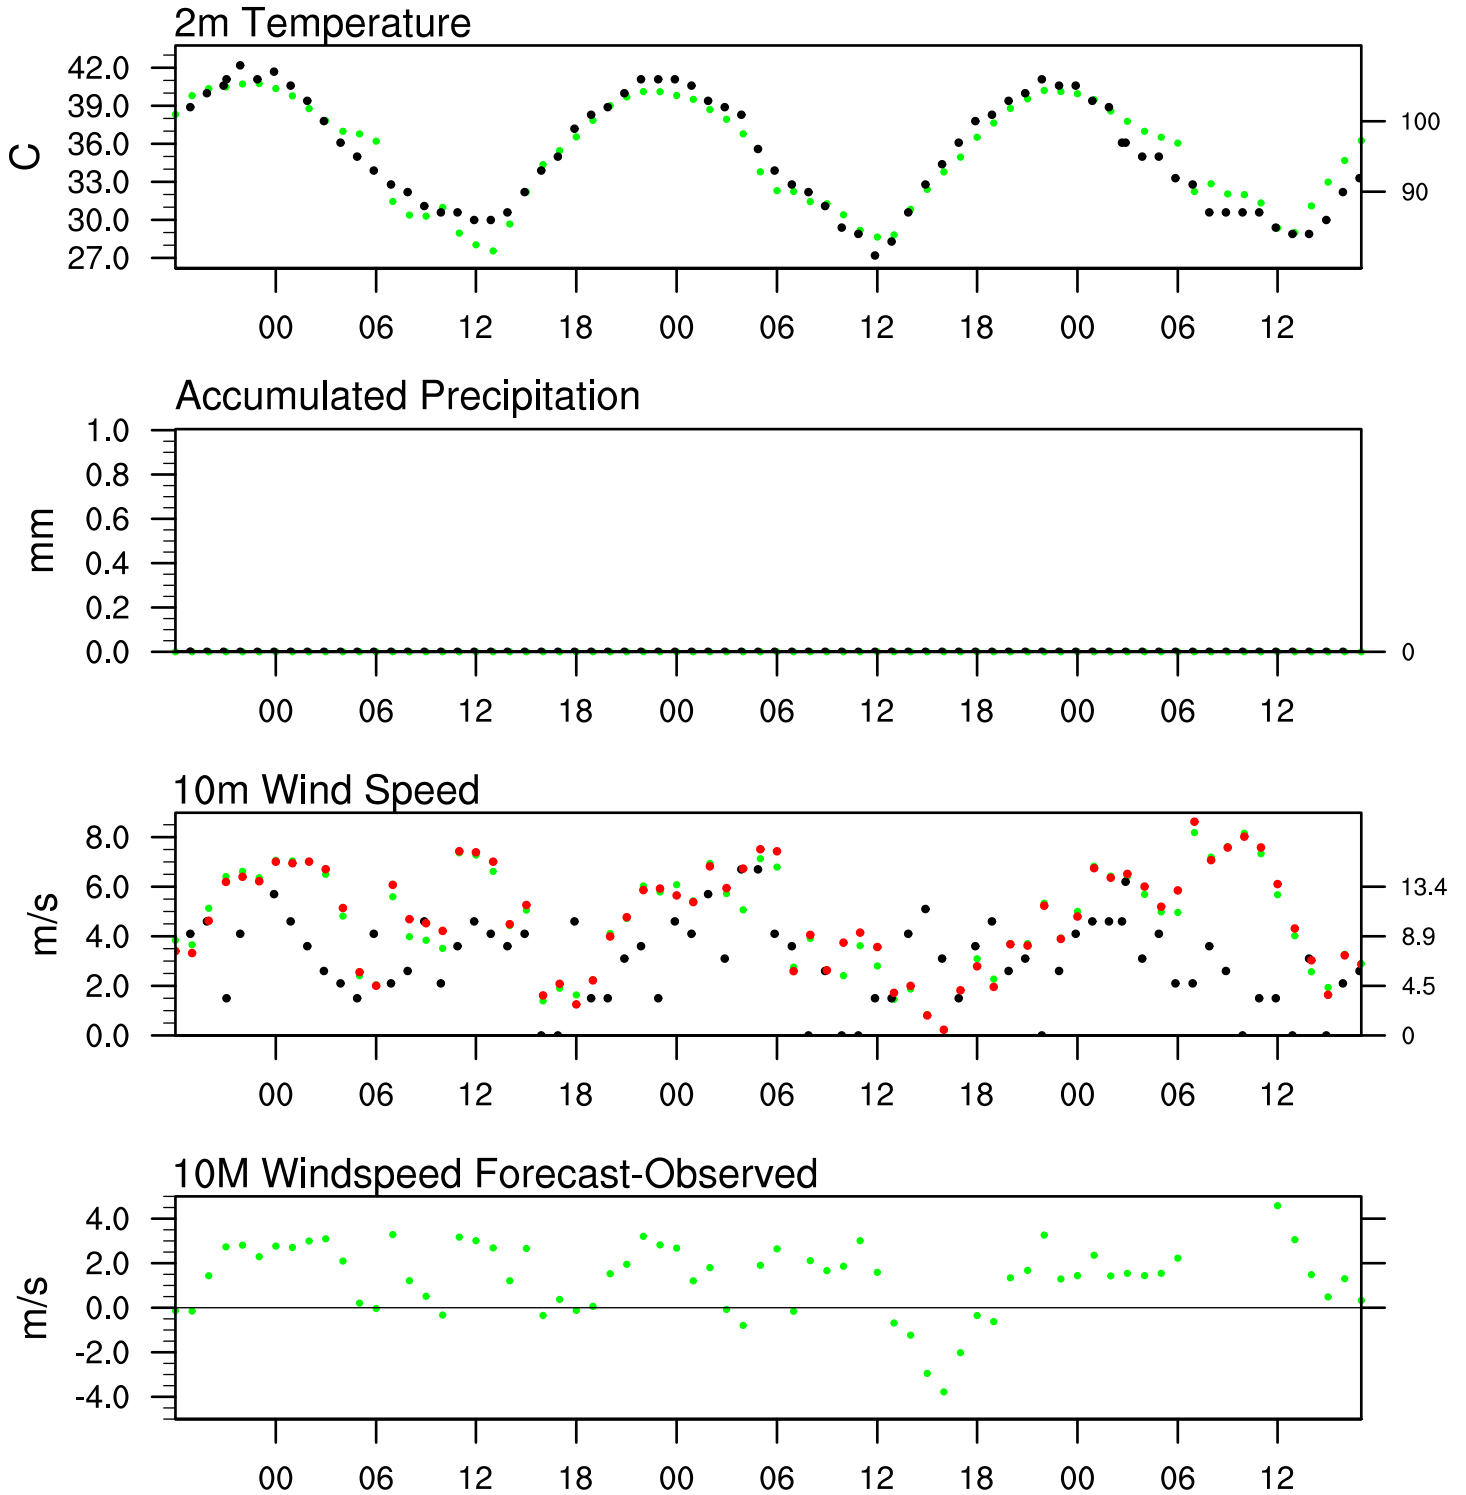 2m Temperature
42.0
39.0
36.0
33.0
30.0
27.0
C
100
90
00 06 12 18 00 06 12 18 00 06 12
Accumulated Precipitation
1.0
0.8
0.6
0.4
0.2
0.0
mm
0
00 06 12 18 00 06 12 18 00 06 12
10m Wind Speed
8.0
6.0
4.0
2.0
0.0
m/s
13.4
8.9
4.5
0
00 06 12 18 00 06 12 18 00 06 12
10M Windspeed Forecast-Observed
4.0
2.0
0.0
-2.0
-4.0
m/s
00 06 12 18 00 06 12 18 00 06 12